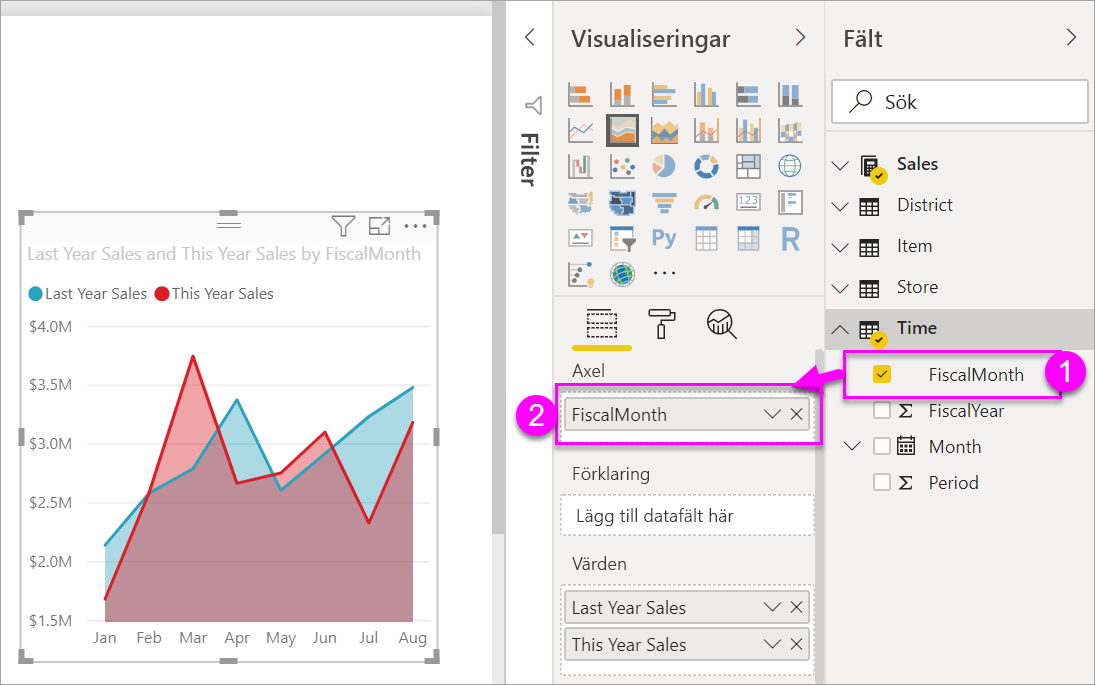 Last Year Sales and This Year Sales by FiscalMonth
Last Year Sales This Year Sales
$4.0M
$3.5M
$3.0M
$2.5M
$2.0M
$1.5M
Jan Feb Mar Apr May Jun Jul Aug
Filter
Visualiseringar
123
Py
R
Axel
2
FiscalMonth
Förklaring
Lägg till datafält här
Värden
Last Year Sales
This Year Sales
Fält
Sök
Sales
District
Item
Store
Time
FiscalMonth
1
Σ FiscalYear
Month
Σ Period